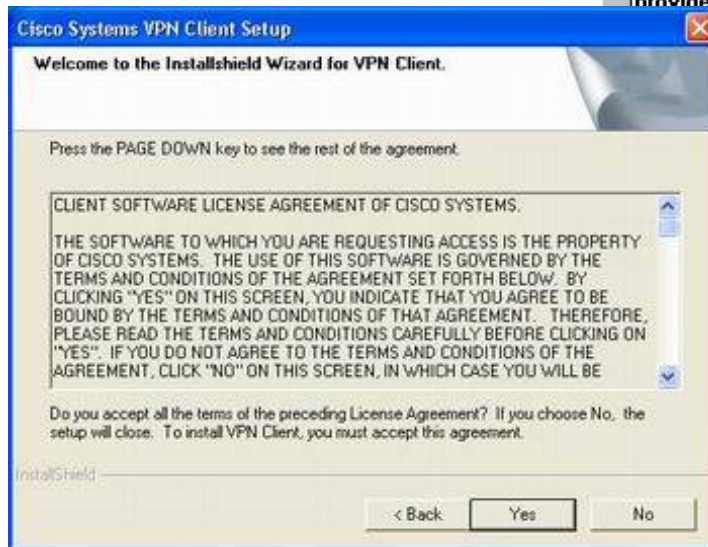 provide
Cisco Systems VPN Client Setup
Welcome to the Installshield Wizard for VPN Client.
Press the PAGE DOWN key to see the rest of the agreement.
CLIENT SOFTWARE LICENSE AGREEMENT OF CISCO SYSTEMS.
THE SOFTWARE TO WHICH YOU ARE REQUESTING ACCESS IS THE PROPERTY
OF CISCO SYSTEMS. THE USE OF THIS SOFTWARE IS GOVERNED BY THE
TERMS AND CONDITIONS OF THE AGREEMENT SET FORTH BELOW. BY
CLICKING "YES" ON THIS SCREEN, YOU INDICATE THAT YOU AGREE TO BE
BOUND BY THE TERMS AND CONDITIONS OF THAT AGREEMENT. THEREFORE,
PLEASE READ THE TERMS AND CONDITIONS CAREFULLY BEFORE CLICKING ON
"YES". IF YOU DO NOT AGREE TO THE TERMS AND CONDITIONS OF THE
AGREEMENT, CLICK "NO" ON THIS SCREEN, IN WHICH CASE YOU WILL BE
Do you accept all the terms of the preceding License Agreement? If you choose No, the
setup will close. To install VPN Client, you must accept this agreement.
InstallShield
< Back Yes No